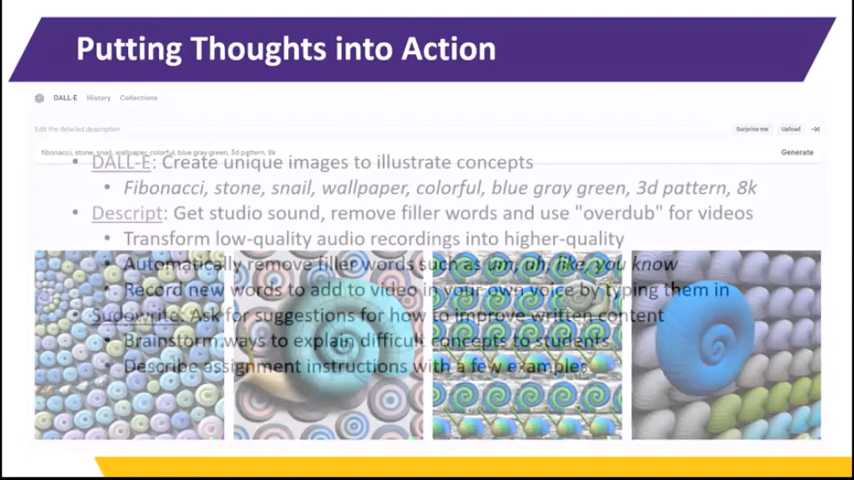 Putting Thoughts into Action
DALL-E History Collections
Edit the detailed description
Surprise me Upload
fibonacci, stone, snail, wallpaper, colorful, blue gray green, 3d pattern, 8k
Generate
• DALL-E: Create unique images to illustrate concepts
• Fibonacci, stone, snail, wallpaper, colorful, blue gray green, 3d pattern, 8k
• Descript: Get studio sound, remove filler words and use "overdub" for videos
• Transform low-quality audio recordings into higher-quality
• Automatically remove filler words such as um, uh, like, you know
• Record new words to add to video in your own voice by typing them in
• Sudowrite: Ask for suggestions for how to improve written content
• Brainstorm ways to explain difficult concepts to students
• Describe assignment instructions with a few examples